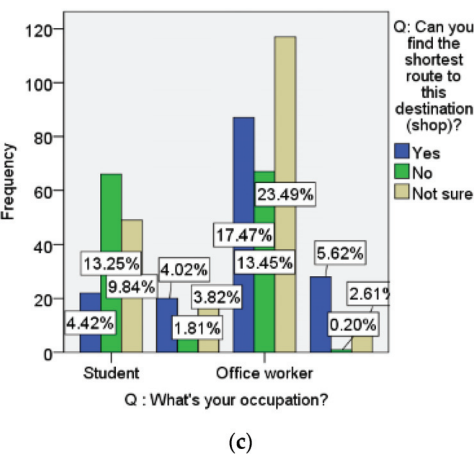 Q: Can you
find the
shortest
route to
this
destination
(shop)?
Yes
No
Not sure
Frequency
120
100
80
60
40
20
0
4.42%
13.25%
9.84%
4.02%
1.81%
3.82%
17.47%
13.45%
23.49%
5.62%
0.20%
2.61%
Student
Office worker
Q : What's your occupation?
(c)